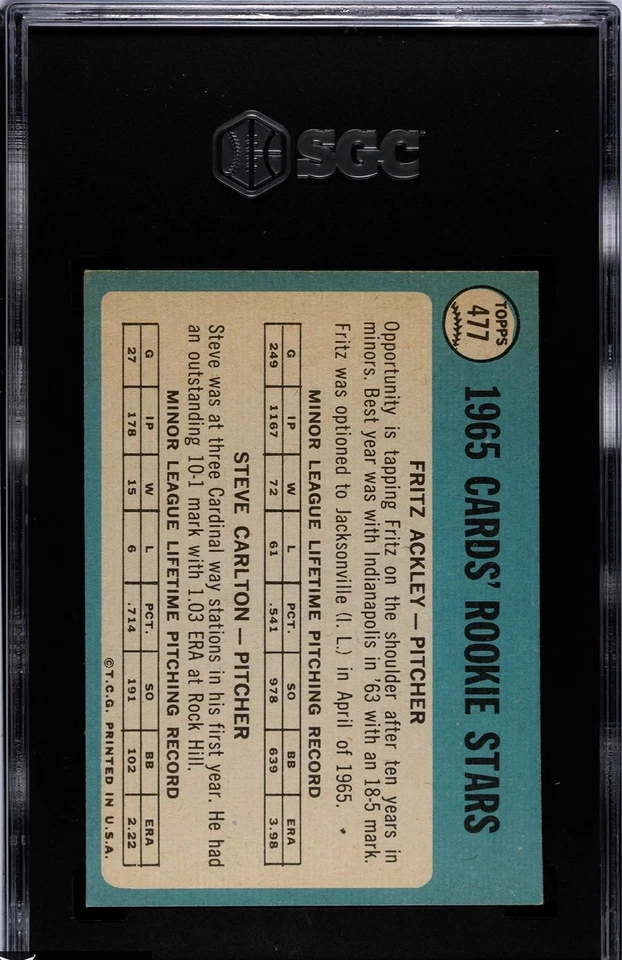 SGC
TOPPS
477
1965 CARDS' ROOKIE STARS
FRITZ ACKLEY — PITCHER
Opportunity is tapping Fritz on the shoulder after ten years in
minors. Best year was with Indianapolis in '63 with an 18-5 mark.
Fritz was optioned to Jacksonville (I. L.) in April of 1965.
MINOR LEAGUE LIFETIME PITCHING RECORD
G IP W L PCT. SO BB ERA
249 1167 72 61 .541 978 639 3.98
STEVE CARLTON — PITCHER
Steve was at three Cardinal way stations in his first year. He had
an outstanding 10-1 mark with 1.03 ERA at Rock Hill.
MINOR LEAGUE LIFETIME PITCHING RECORD
G IP W L PCT. SO BB ERA
27 178 15 6 .714 191 102 2.22
©T.C.G. PRINTED IN U.S.A.